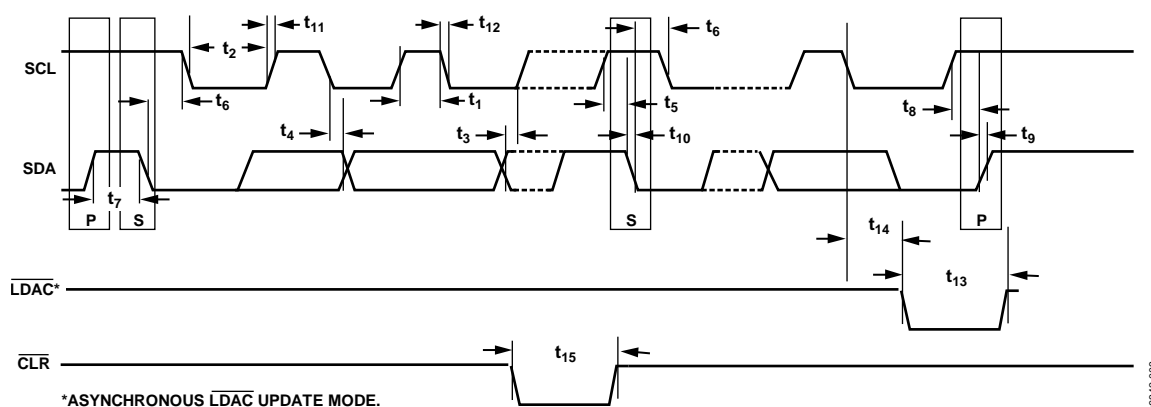 t11 t12 t6
t2
SCL
t6 t1 t5 t8
t4 t3 t10 t9
SDA
t7
P S S P
t14
t13
LDAC*
t15
CLR
*ASYNCHRONOUS LDAC UPDATE MODE.